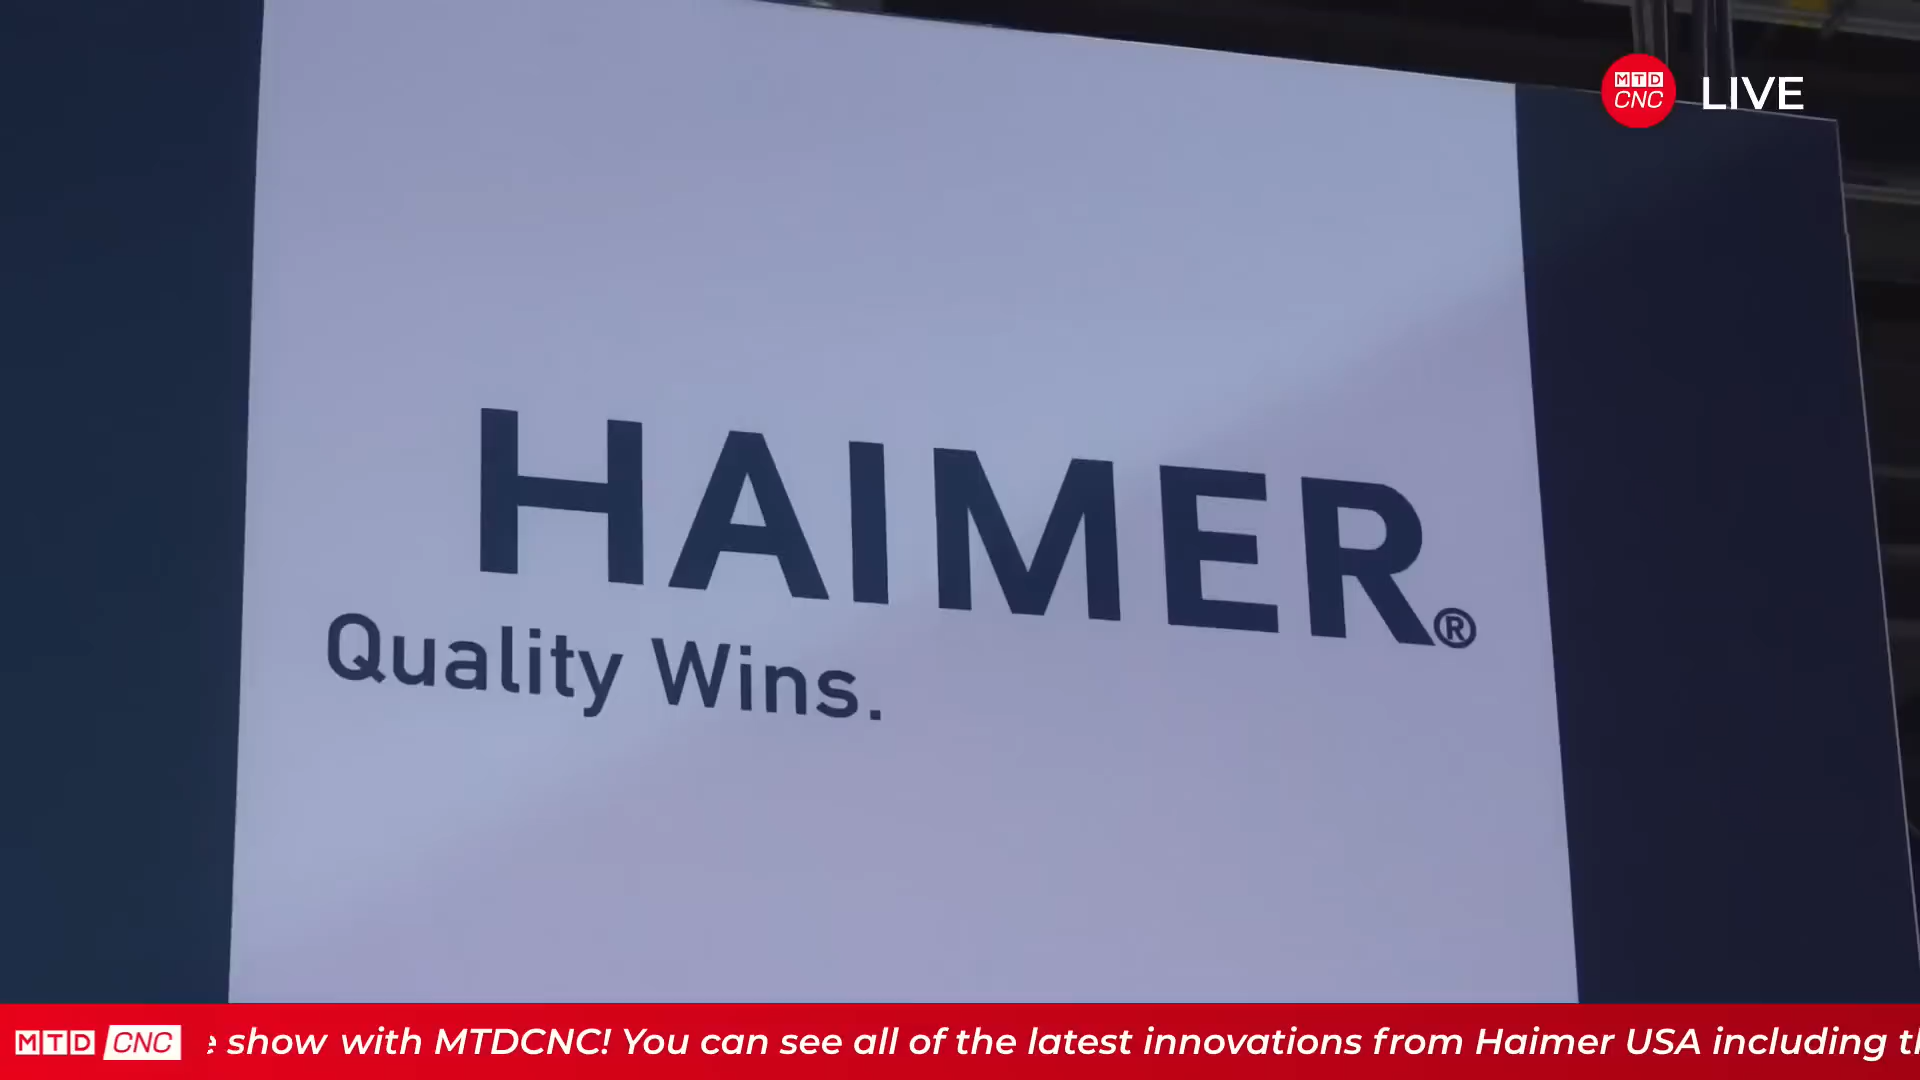 MTD
CNC
LIVE
HAIMER®
Quality Wins.
MTD CNC
show with MTDCNC! You can see all of the latest innovations from Haimer USA including